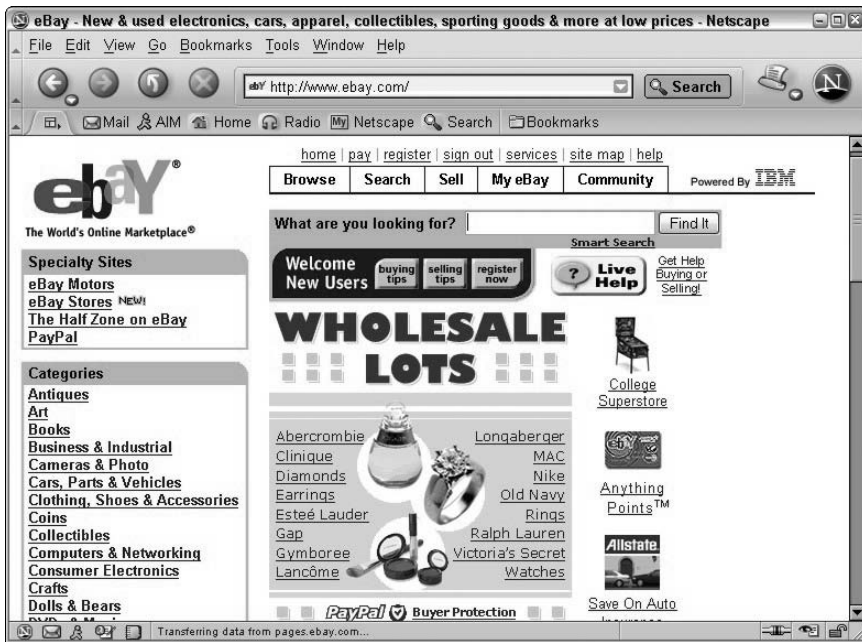 eBay - New & used electronics, cars, apparel, collectibles, sporting goods & more at low prices - Netscape
File Edit View Go Bookmarks Tools Window Help
http://www.ebay.com/
Search
N
Mail AIM Home Radio My Netscape Search Bookmarks
ebaY®
The World's Online Marketplace®
home | pay | register | sign out | services | site map | help
Browse Search Sell My eBay Community
Powered By IBM
What are you looking for? Find It
Smart Search
Welcome New Users
buying tips
selling tips
register now
? Live Help
Get Help
Buying or
Selling!
Specialty Sites
eBay Motors
eBay Stores NEW!
The Half Zone on eBay
PayPal
Categories
Antiques
Art
Books
Business & Industrial
Cameras & Photo
Cars, Parts & Vehicles
Clothing, Shoes & Accessories
Coins
Collectibles
Computers & Networking
Consumer Electronics
Crafts
Dolls & Bears
WHOLESALE
LOTS
Abercrombie
Clinique
Diamonds
Earrings
Esteé Lauder
Gap
Gymboree
Lancôme
Longaberger
MAC
Nike
Old Navy
Rings
Ralph Lauren
Victoria's Secret
Watches
PayPal Buyer Protection
College
Superstore
ebY
Anything
Points™
Allstate.
Save On Auto
Transferring data from pages.ebay.com...